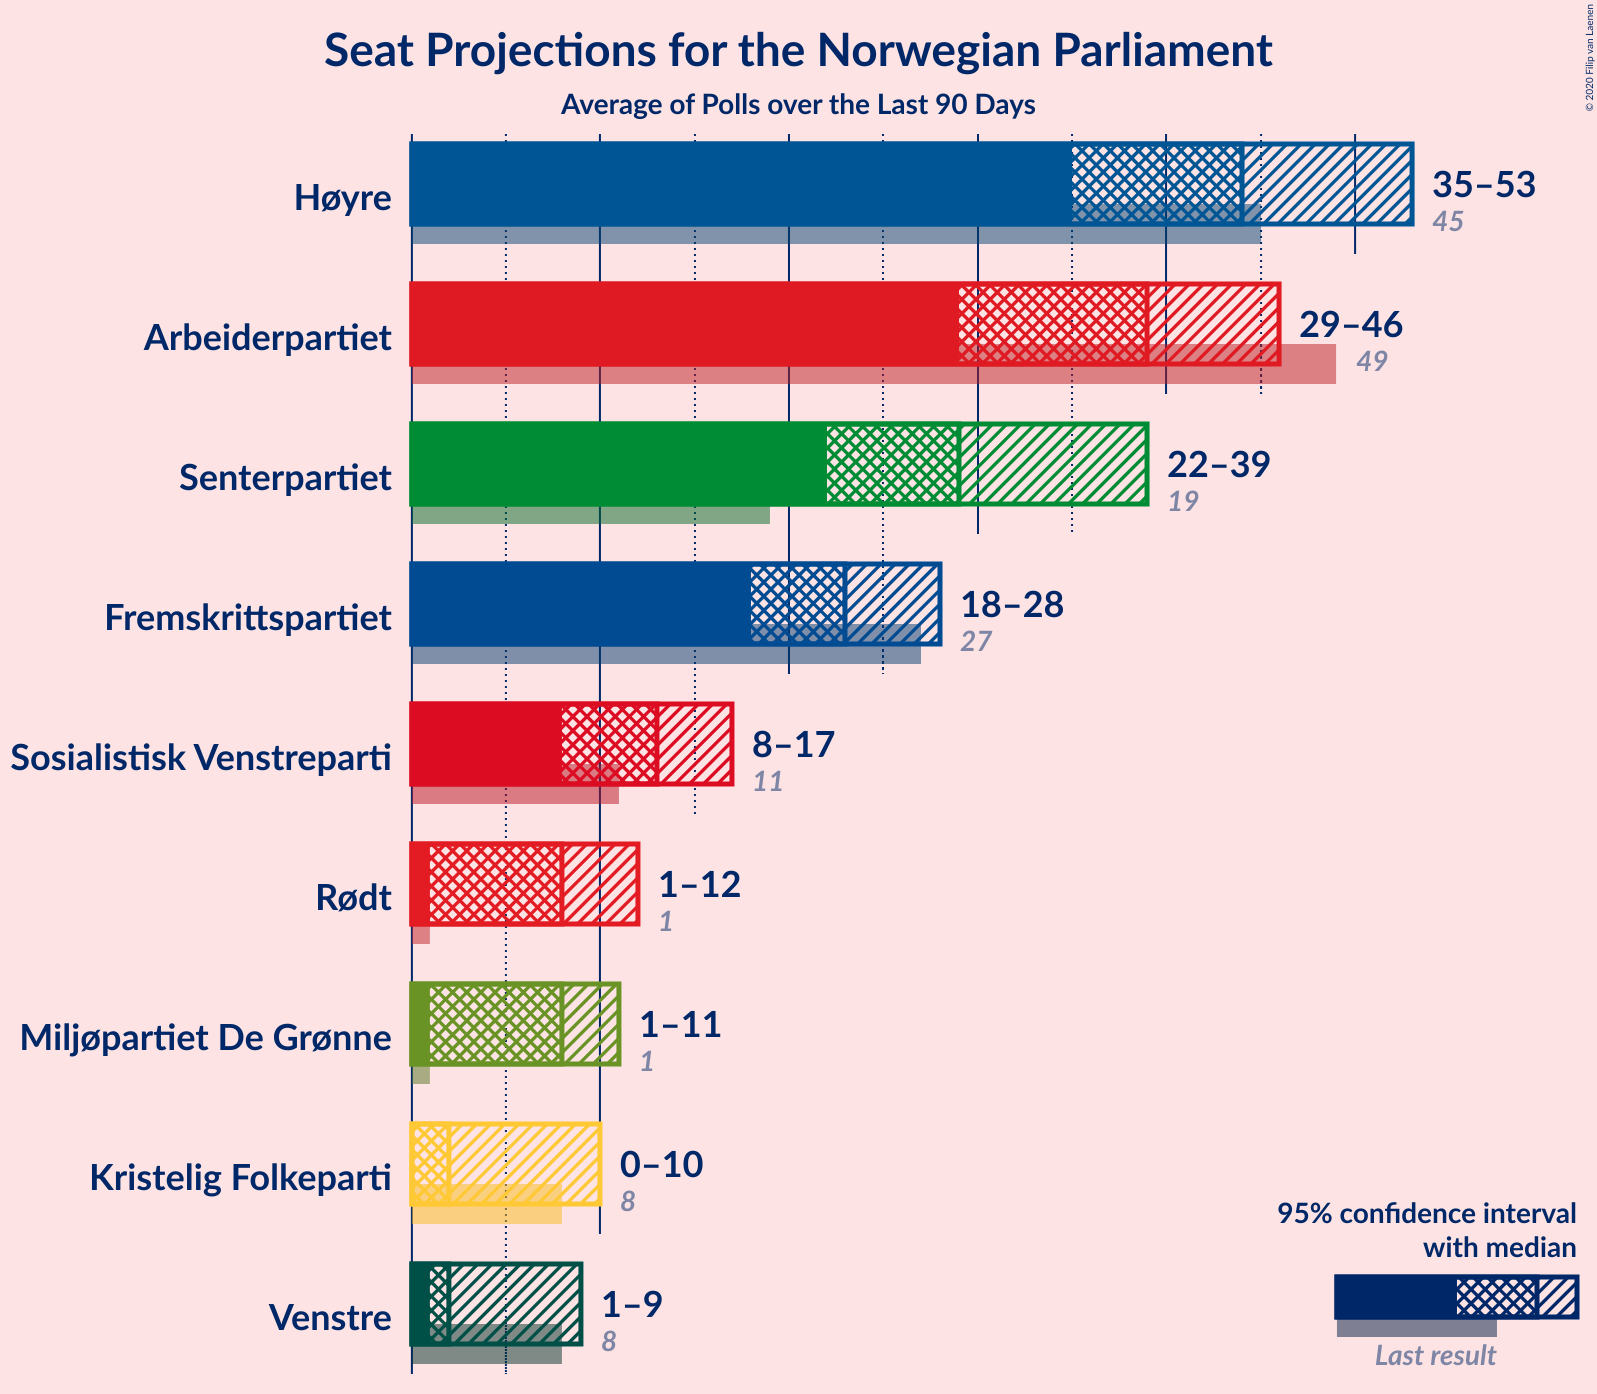 Seat Projections for the Norwegian Parliament
Average of Polls over the Last 90 Days
© 2020 Filip van Laenen
Høyre
35–53
45
Arbeiderpartiet
29–46
49
Senterpartiet
22–39
19
Fremskrittspartiet
18–28
27
Sosialistisk Venstreparti
8–17
11
Rødt
1–12
1
Miljøpartiet De Grønne
1–11
1
Kristelig Folkeparti
0–10
8
Venstre
1–9
8
95% confidence interval
with median
Last result